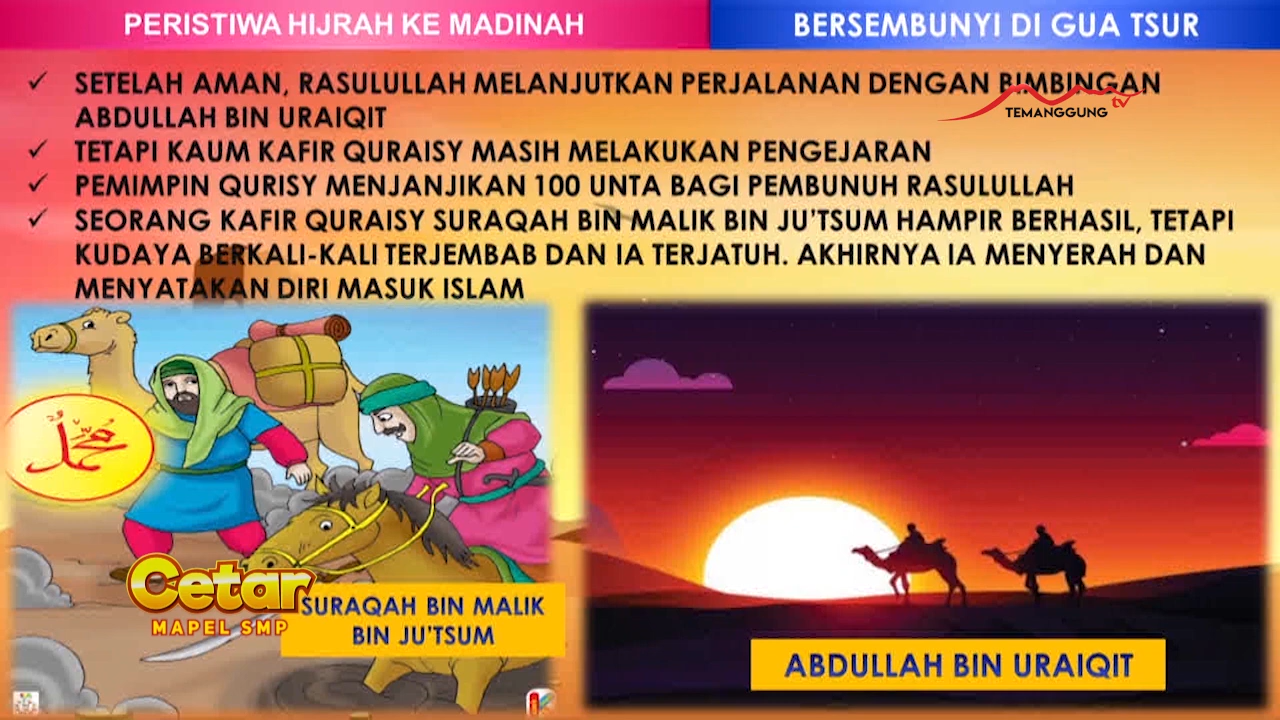 PERISTIWA HIJRAH KE MADINAH
BERSEMBUNYI DI GUA TSUR
✓ SETELAH AMAN, RASULULLAH MELANJUTKAN PERJALANAN DENGAN BIMBINGAN
ABDULLAH BIN URAIQIT
✓ TETAPI KAUM KAFIR QURAISY MASIH MELAKUKAN PENGEJARAN
✓ PEMIMPIN QURISY MENJANJIKAN 100 UNTA BAGI PEMBUNUH RASULULLAH
✓ SEORANG KAFIR QURAISY SURAQAH BIN MALIK BIN JU’TSUM HAMPIR BERHASIL, TETAPI
KUDAYA BERKALI-KALI TERJEMBAB DAN IA TERJATUH. AKHIRNYA IA MENYERAH DAN
MENYATAKAN DIRI MASUK ISLAM
TEMANGGUNG tv
محمد
Cetar
MAPEL SMP
SURAQAH BIN MALIK
BIN JU’TSUM
ABDULLAH BIN URAIQIT